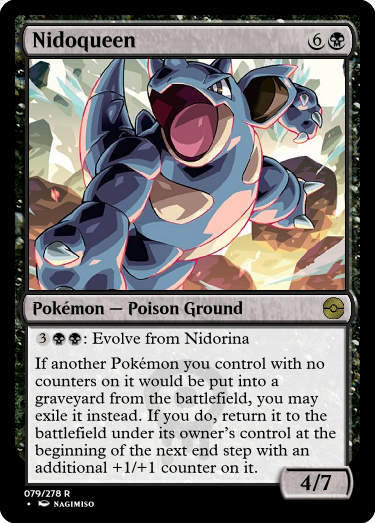 Nidoqueen 6
Pokémon — Poison Ground
3: Evolve from Nidorina
If another Pokémon you control with no
counters on it would be put into a
graveyard from the battlefield, you may
exile it instead. If you do, return it to the
battlefield under its owner's control at the
beginning of the next end step with an
additional +1/+1 counter on it.
4/7
079/278 R
• NAGIMISO